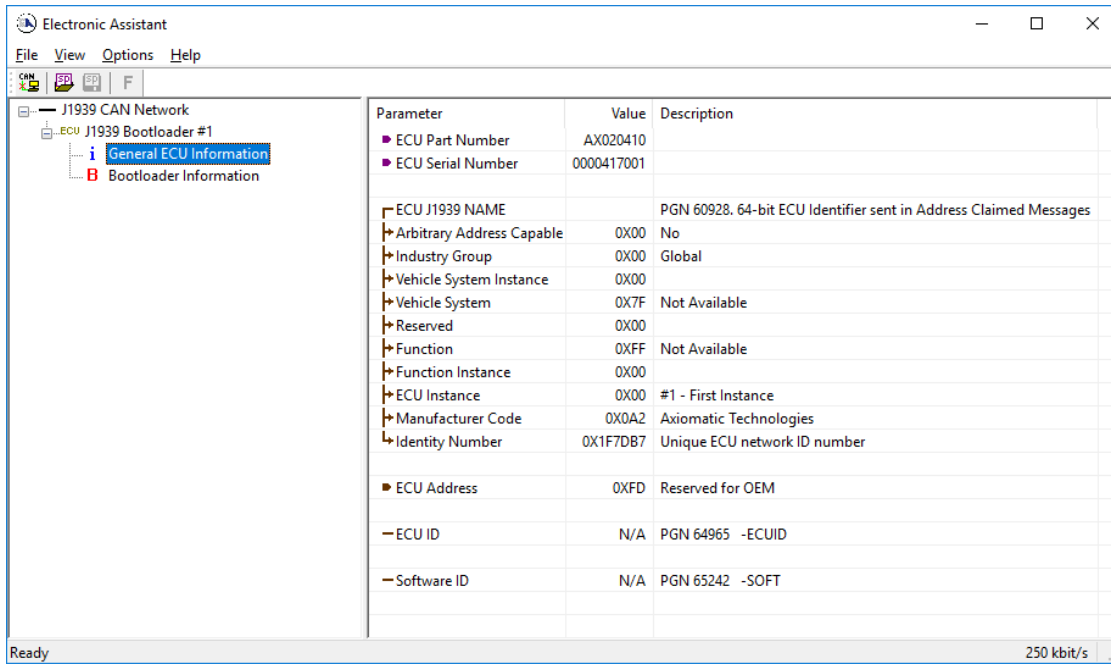 Electronic Assistant
File View Options Help
CAN SP SP F
J1939 CAN Network
ECU J1939 Bootloader #1
i General ECU Information
B Bootloader Information
Parameter Value Description
ECU Part Number AX020410
ECU Serial Number 0000417001
ECU J1939 NAME PGN 60928. 64-bit ECU Identifier sent in Address Claimed Messages
Arbitrary Address Capable 0X00 No
Industry Group 0X00 Global
Vehicle System Instance 0X00
Vehicle System 0X7F Not Available
Reserved 0X00
Function 0XFF Not Available
Function Instance 0X00
ECU Instance 0X00 #1 - First Instance
Manufacturer Code 0X0A2 Axiomatic Technologies
Identity Number 0X1F7DB7 Unique ECU network ID number
ECU Address 0XFD Reserved for OEM
ECU ID N/A PGN 64965 -ECUID
Software ID N/A PGN 65242 -SOFT
Ready 250 kbit/s